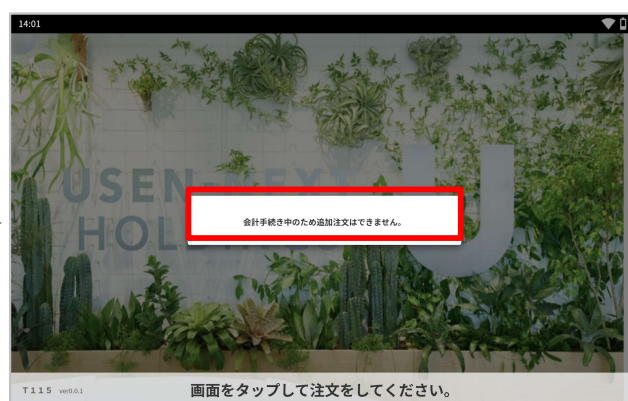 14:01
USEN-NEXT
HOL
会計手続き中のため追加注文はできません。
T115 ver0.0.1
画面をタップして注文をしてください。